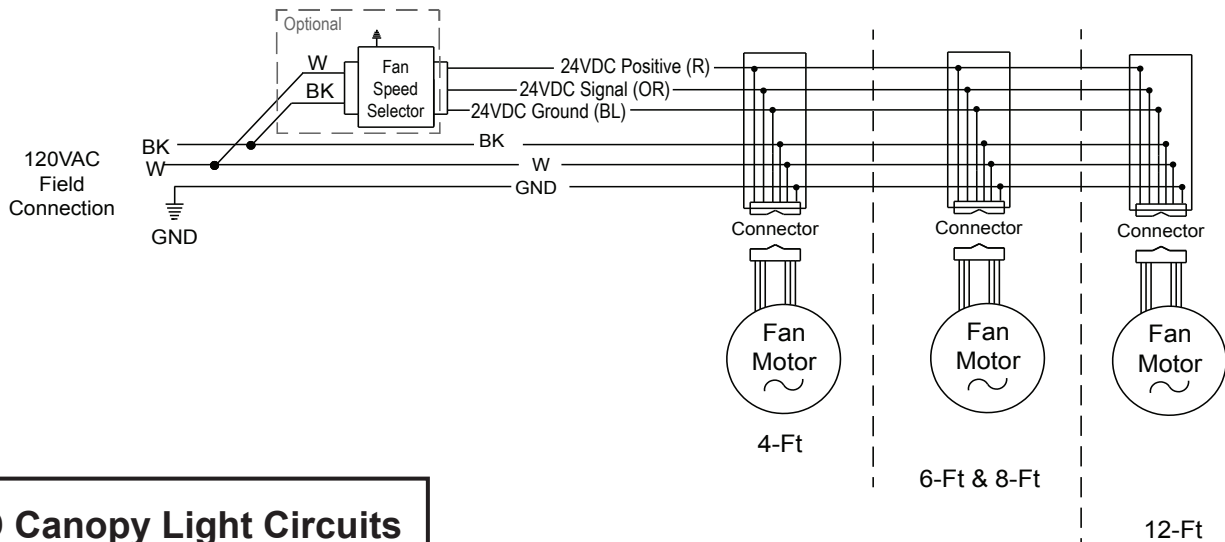 Optional
W
BK
Fan
Speed
Selector
24VDC Positive (R)
24VDC Signal (OR)
24VDC Ground (BL)
BK
BK
W
W
GND
120VAC
Field
Connection
GND
Connector
Connector
Connector
Fan
Motor
Fan
Motor
Fan
Motor
4-Ft
6-Ft & 8-Ft
12-Ft
Canopy Light Circuits